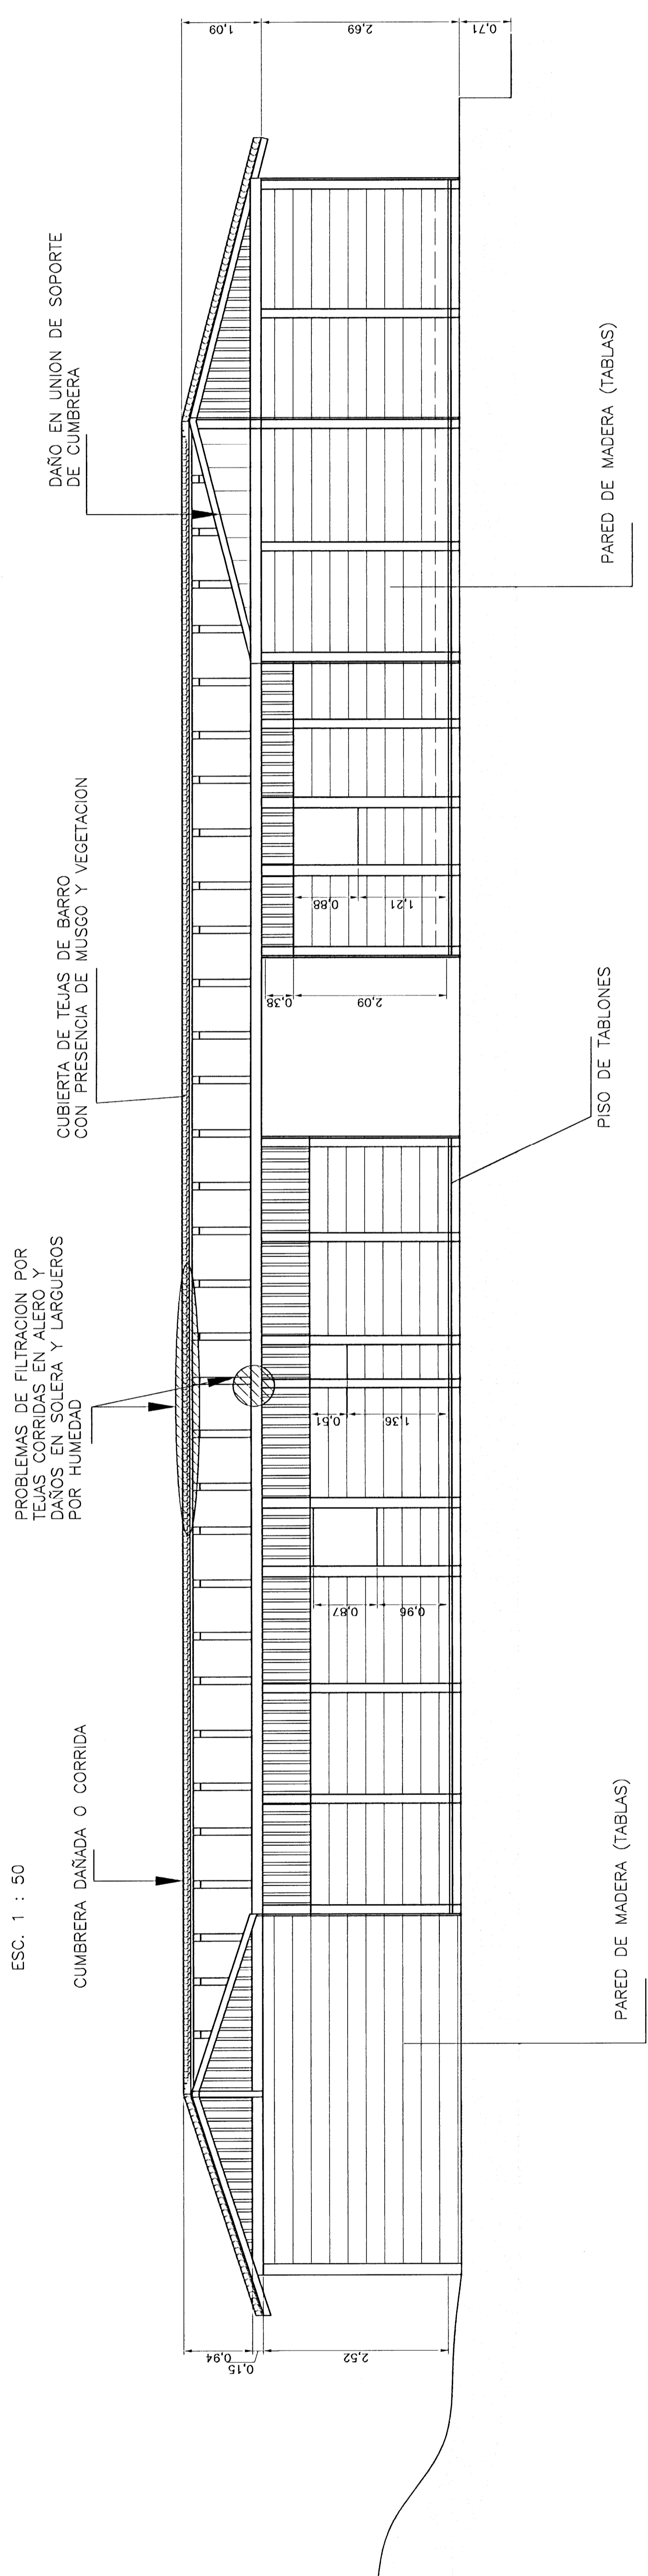 ESC. 1 : 50
CUMBRERA DAÑADA O CORRIDA
PROBLEMAS DE FILTRACION POR
TEJAS CORRIDAS EN ALERO Y
DAÑOS EN SOLERA Y LARGUEROS
POR HUMEDAD
CUBIERTA DE TEJAS DE BARRO
CON PRESENCIA DE MUSGO Y VEGETACION
DAÑO EN UNION DE SOPORTE
DE CUMBRERA
0,94
0,15
2,52
0,87
0,96
0,51
1,36
0,38
2,09
0,88
1,21
1,09
2,69
0,71
PARED DE MADERA (TABLAS)
PISO DE TABLONES
PARED DE MADERA (TABLAS)